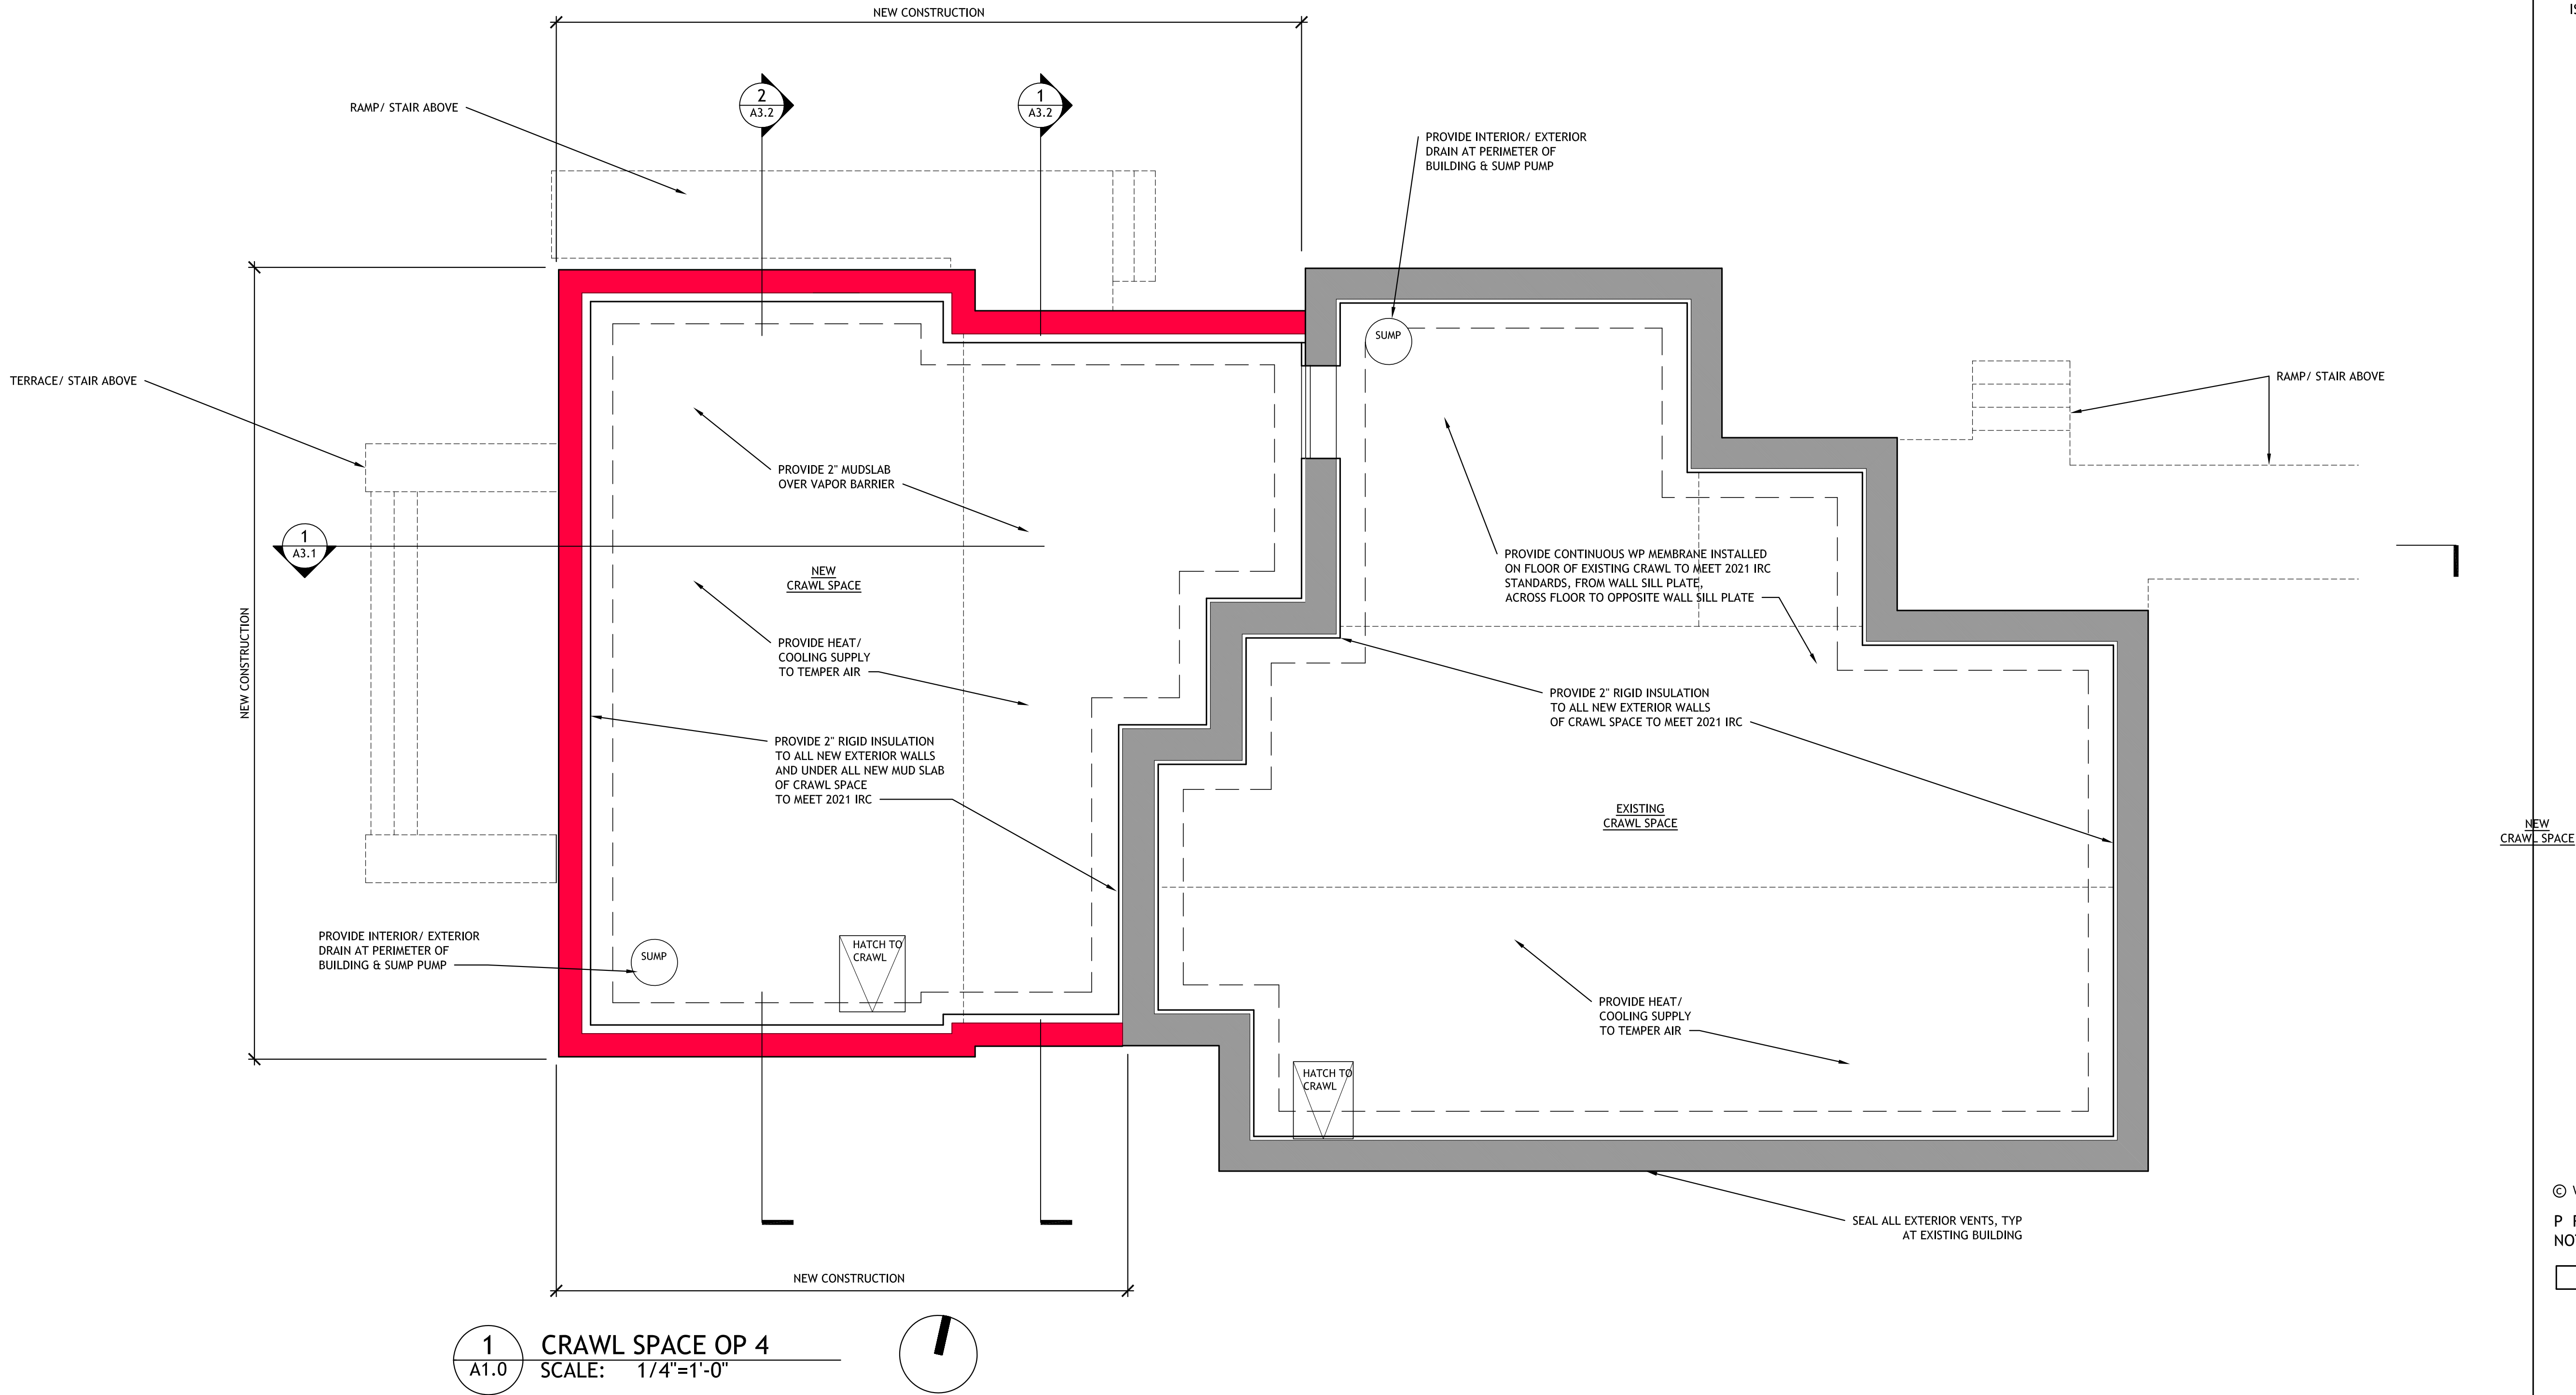 NEW CONSTRUCTION
2
A3.2
1
A3.2
RAMP/ STAIR ABOVE
PROVIDE INTERIOR/ EXTERIOR
DRAIN AT PERIMETER OF
BUILDING & SUMP PUMP
SUMP
TERRACE/ STAIR ABOVE
RAMP/ STAIR ABOVE
PROVIDE 2" MUDSLAB
OVER VAPOR BARRIER
1
A3.1
NEW
CRAWL SPACE
PROVIDE CONTINUOUS WP MEMBRANE INSTALLED
ON FLOOR OF EXISTING CRAWL TO MEET 2021 IRC
STANDARDS, FROM WALL SILL PLATE,
ACROSS FLOOR TO OPPOSITE WALL SILL PLATE
NEW CONSTRUCTION
PROVIDE HEAT/
COOLING SUPPLY
TO TEMPER AIR
PROVIDE 2" RIGID INSULATION
TO ALL NEW EXTERIOR WALLS
OF CRAWL SPACE TO MEET 2021 IRC
PROVIDE 2" RIGID INSULATION
TO ALL NEW EXTERIOR WALLS
AND UNDER ALL NEW MUD SLAB
OF CRAWL SPACE
TO MEET 2021 IRC
EXISTING
CRAWL SPACE
NEW
CRAWL SPACE
PROVIDE INTERIOR/ EXTERIOR
DRAIN AT PERIMETER OF
BUILDING & SUMP PUMP
SUMP
HATCH TO
CRAWL
PROVIDE HEAT/
COOLING SUPPLY
TO TEMPER AIR
HATCH TO
CRAWL
SEAL ALL EXTERIOR VENTS, TYP
AT EXISTING BUILDING
NEW CONSTRUCTION
1
A1.0
CRAWL SPACE OP 4
SCALE: 1/4"=1'-0"
©
P